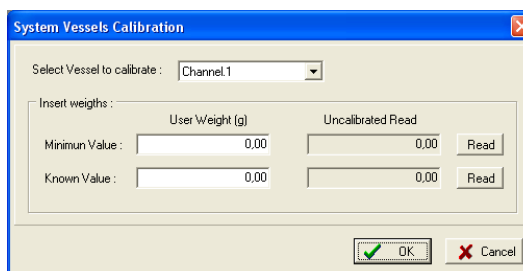 System Vessels Calibration
Select Vessel to calibrate : Channel.1
Insert weigths :
User Weight (g) Uncalibrated Read
Minimun Value : 0,00 0,00 Read
Known Value : 0,00 0,00 Read
OK Cancel